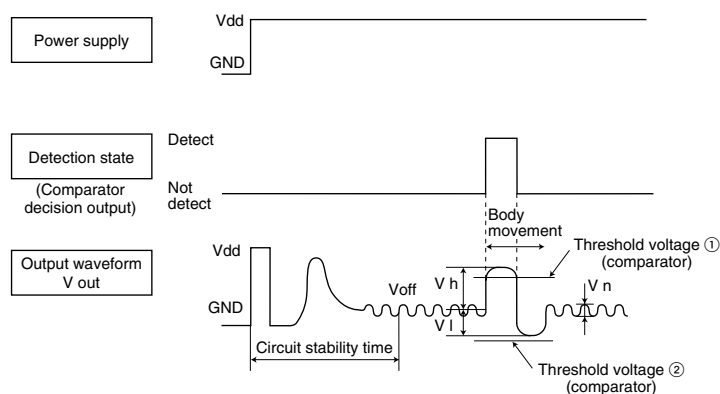 Power supply
Vdd
GND
Detection state
(Comparator
decision output)
Detect
Not
detect
Body
movement
Output waveform
V out
Vdd
GND
Voff
V h
V l
V n
Threshold voltage ①
(comparator)
Circuit stability time
Threshold voltage ②
(comparator)